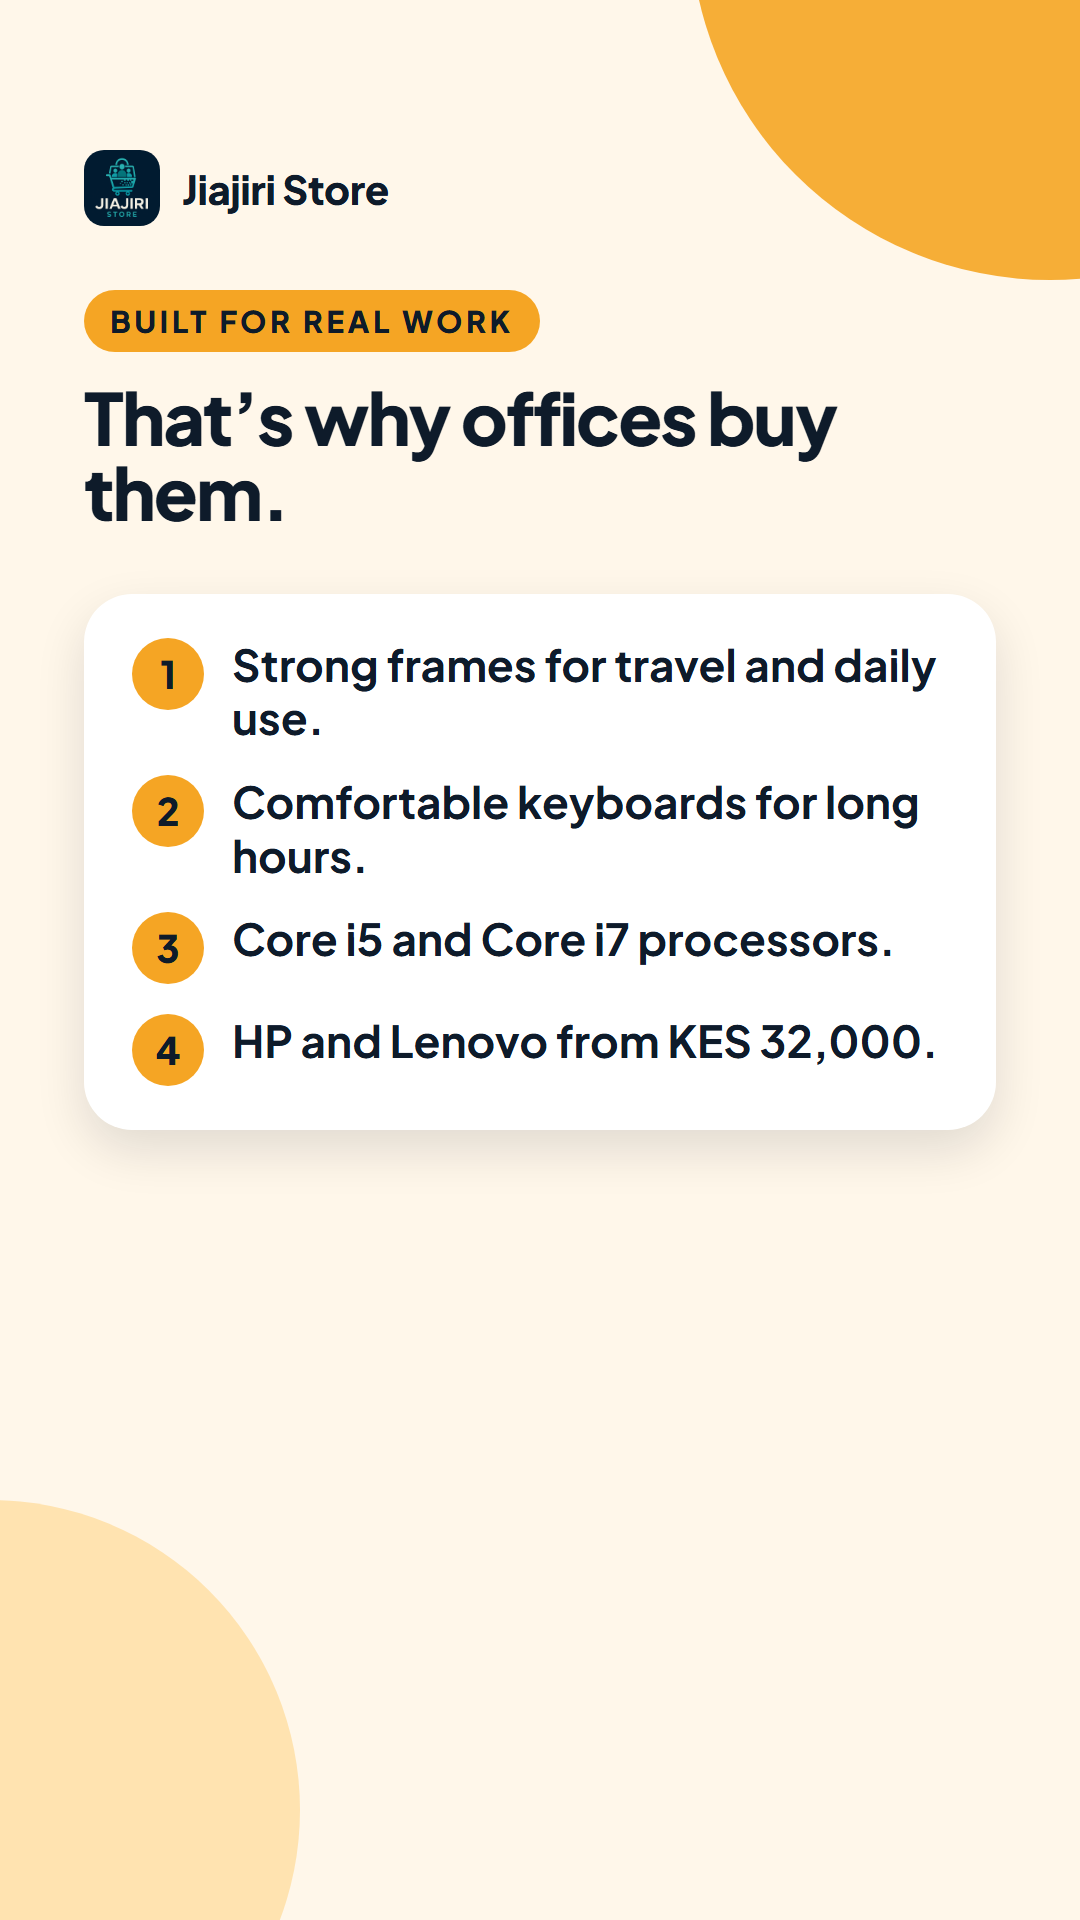 JIAJIRI
STORE
Jiajiri Store
BUILT FOR REAL WORK
That’s why offices buy
them.
1 Strong frames for travel and daily
use.
2 Comfortable keyboards for long
hours.
3 Core i5 and Core i7 processors.
4 HP and Lenovo from KES 32,000.